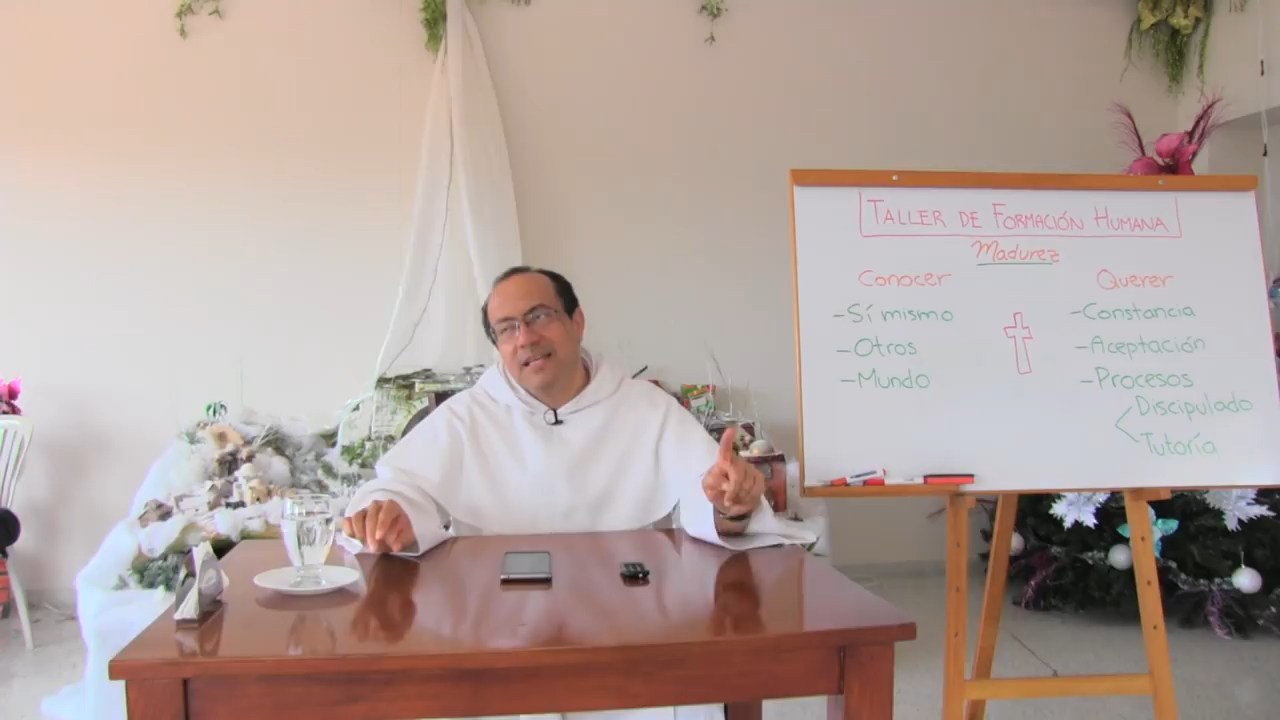 TALLER DE FORMACIÓN HUMANA
Madurez
Conocer
- Sí mismo
- Otros
- Mundo
Querer
- Constancia
- Aceptación
- Procesos
Discipulado
Tutoría